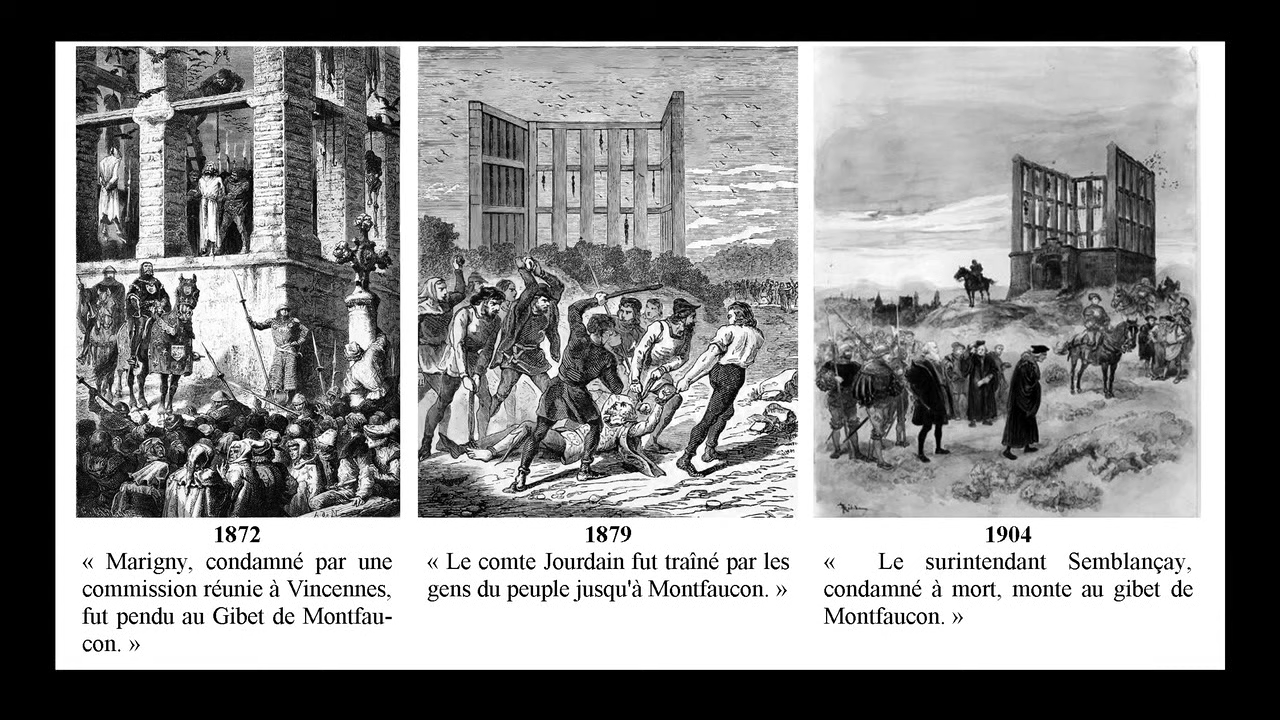 1872
« Marigny, condamné par une
commission réunie à Vincennes,
fut pendu au Gibet de Montfau-
con. »
1879
« Le comte Jourdain fut traîné par les
gens du peuple jusqu'à Montfaucon. »
1904
« Le surintendant Semblançay,
condamné à mort, monte au gibet de
Montfaucon. »